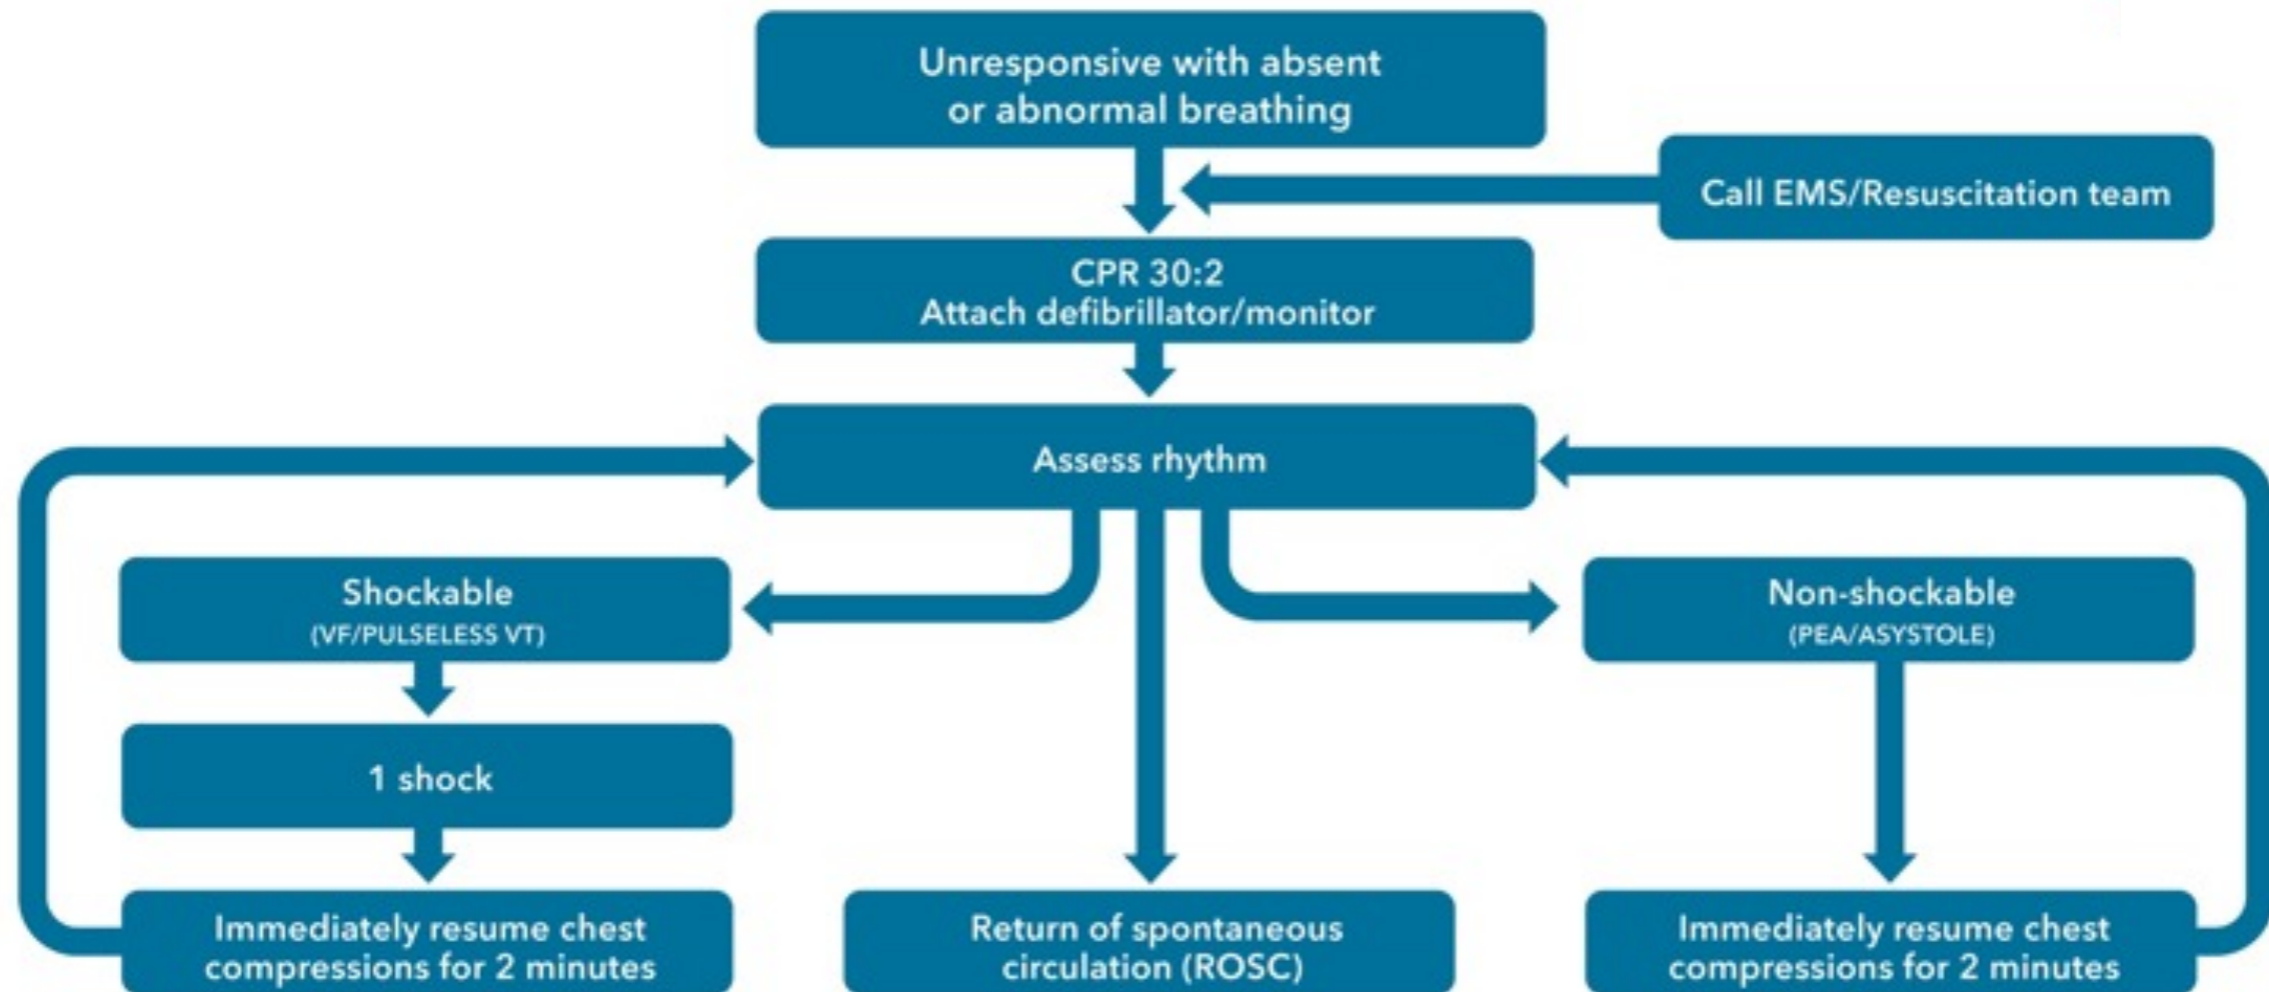 Unresponsive with absent
or abnormal breathing
Call EMS/Resuscitation team
CPR 30:2
Attach defibrillator/monitor
Assess rhythm
Shockable
(VF/PULSELESS VT)
Non-shockable
(PEA/ASYSTOLE)
1 shock
Immediately resume chest
compressions for 2 minutes
Return of spontaneous
circulation (ROSC)
Immediately resume chest
compressions for 2 minutes